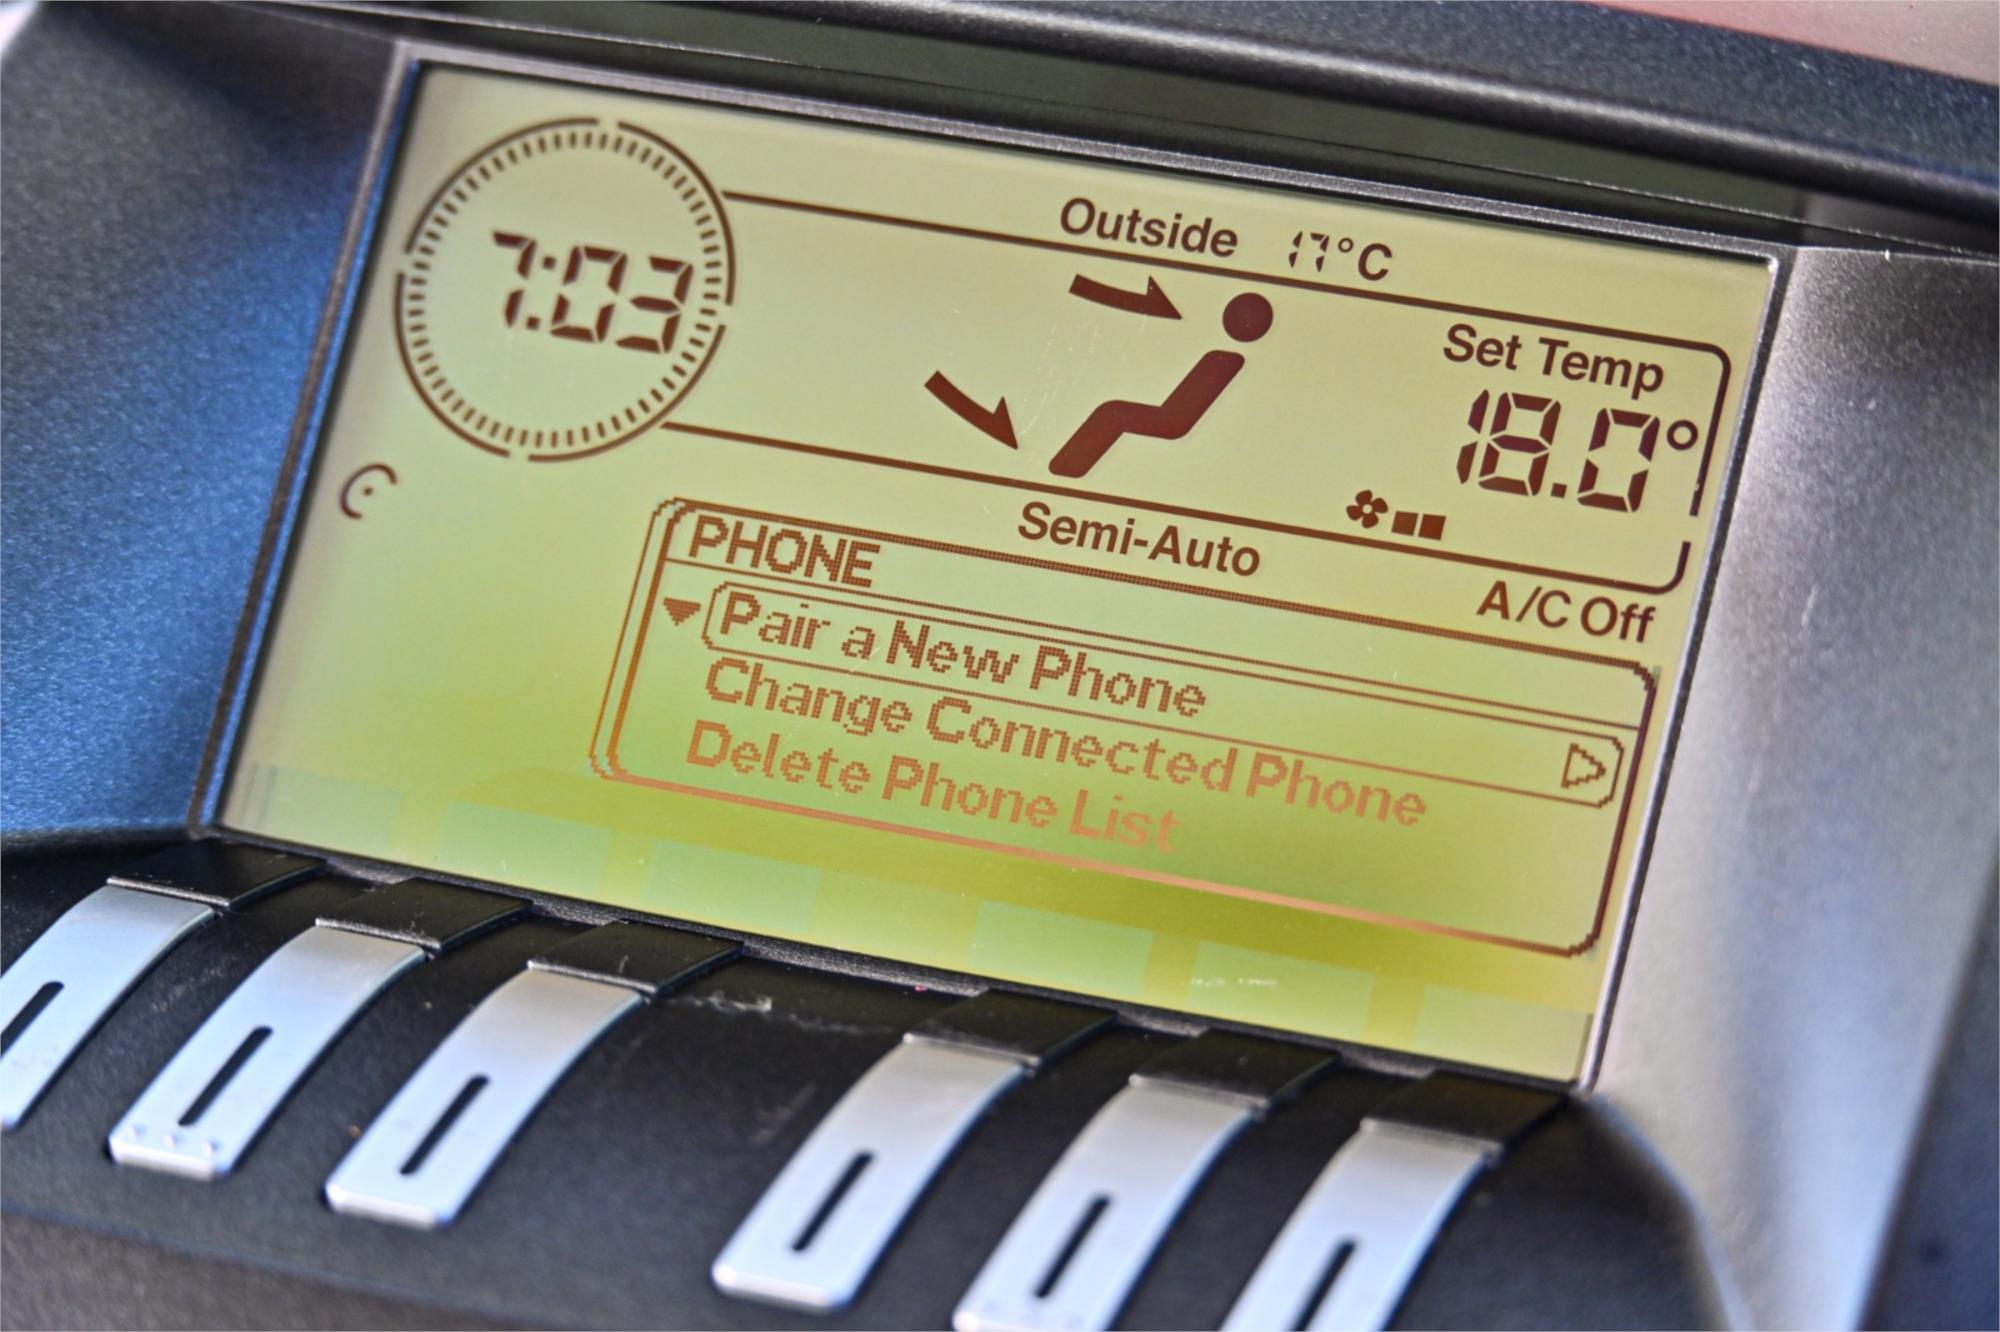 7:03
Outside 17°C
Set Temp
18.0°
Semi-Auto
A/C Off
PHONE
Pair a New Phone
Change Connected Phone
Delete Phone List